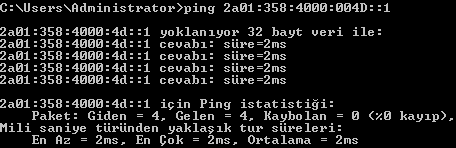 C:\Users\Administrator>ping 2a01:358:4000:004D::1
2a01:358:4000:4d::1 yoklanıyor 32 bayt veri ile:
2a01:358:4000:4d::1 cevabı: süre=2ms
2a01:358:4000:4d::1 cevabı: süre=2ms
2a01:358:4000:4d::1 cevabı: süre=2ms
2a01:358:4000:4d::1 cevabı: süre=2ms
2a01:358:4000:4d::1 için Ping istatistiği:
Paket: Giden = 4, Gelen = 4, Kaybolan = 0 (%0 kayıp),
Mili saniye türünden yaklaşık tur süreleri:
En Az = 2ms, En Çok = 2ms, Ortalama = 2ms